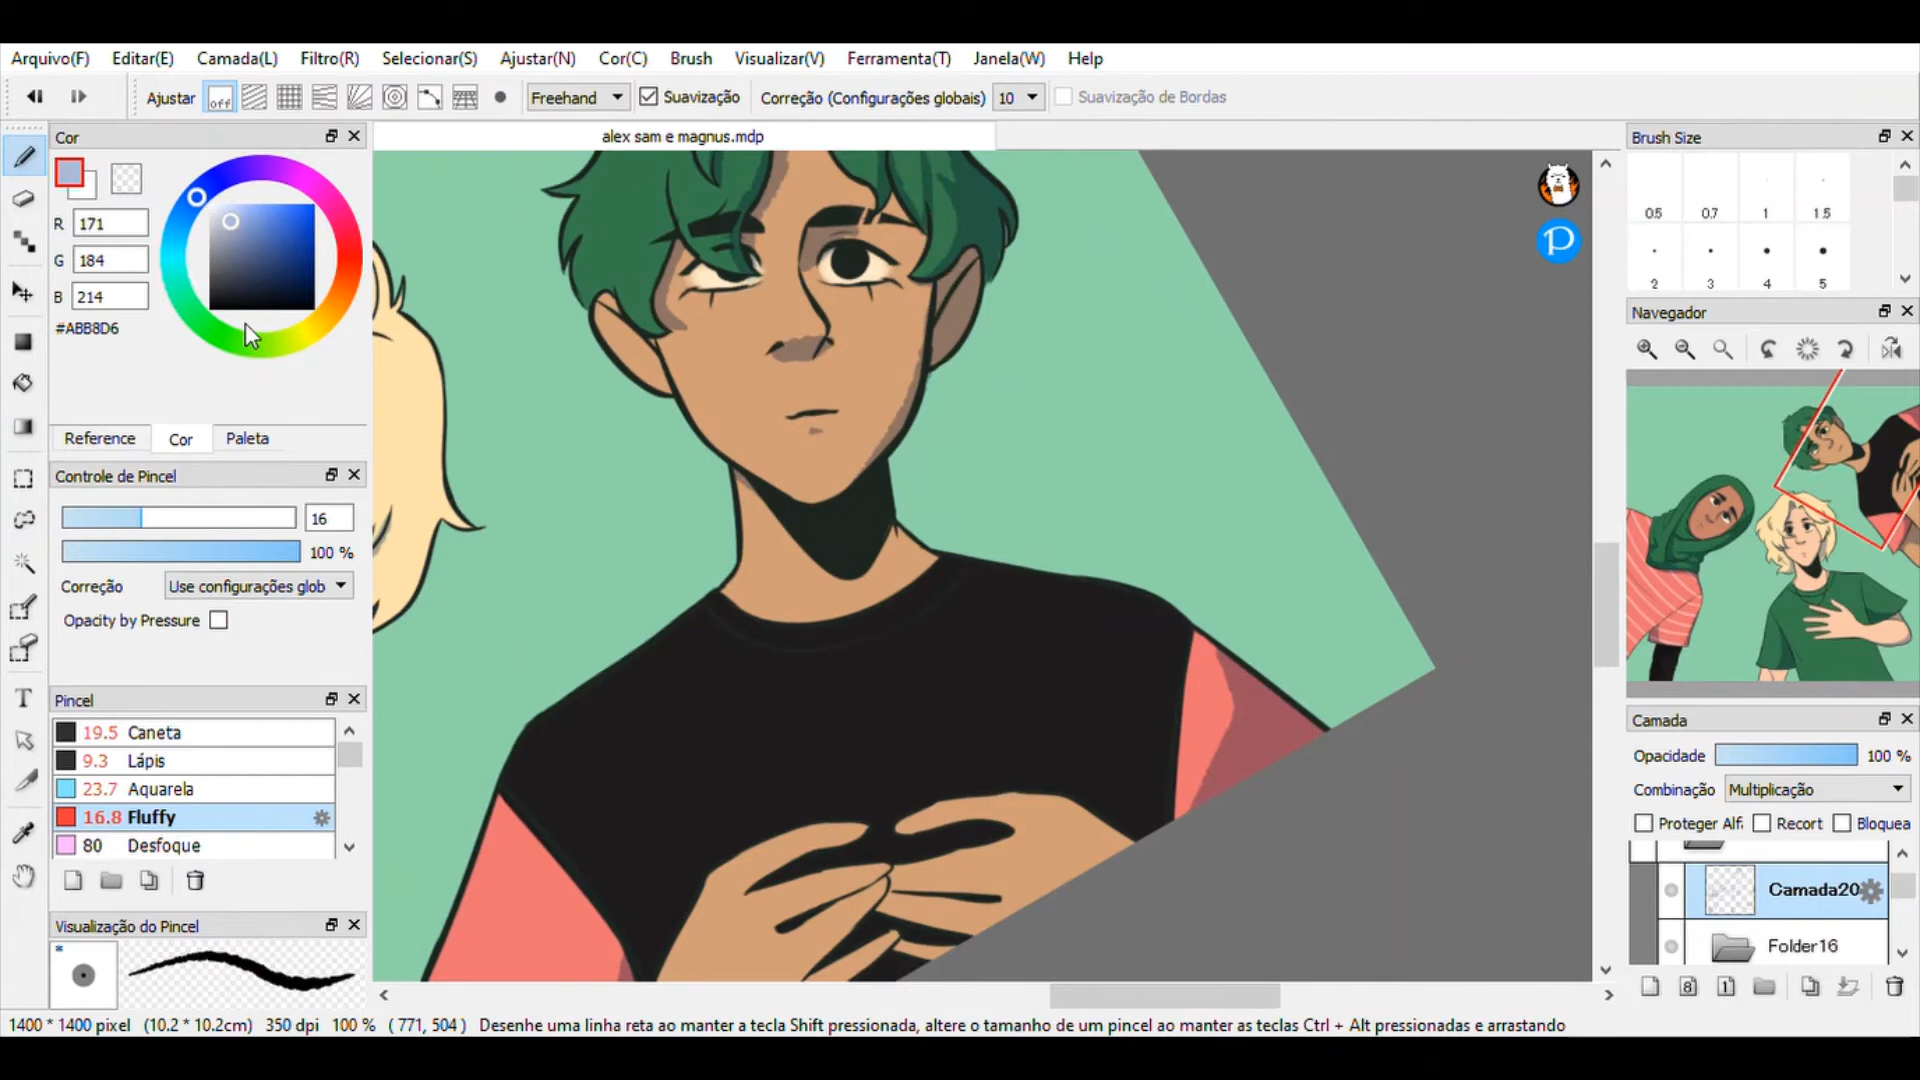 Arquivo(F) Editar(E) Camada(L) Filtro(R) Selecionar(S) Ajustar(N) Cor(C) Brush Visualizar(V) Ferramenta(T) Janela(W) Help
Ajustar off Freehand Suavização Correção (Configurações globais) 10 Suavização de Bordas
Cor
alex sam e magnus.mdp
Brush Size
R 171
G 184
B 214
#ABB8D6
0.5 0.7 1 1.5
2 3 4 5
Navegador
Reference Cor Paleta
Controle de Pincel
16
100 %
Correção Use configurações glob
Opacity by Pressure
Pincel
19.5 Caneta
9.3 Lápis
23.7 Aquarela
16.8 Fluffy
80 Desfoque
Visualização do Pincel
*
P
Camada
Opacidade 100 %
Combinação Multiplicação
Proteger Alf. Recort Bloquea
Camada20
Folder16
8 1
T
1400 * 1400 pixel (10.2 * 10.2cm) 350 dpi 100 % ( 771, 504 ) Desenhe uma linha reta ao manter a tecla Shift pressionada, altere o tamanho de um pincel ao manter as teclas Ctrl + Alt pressionadas e arrastando